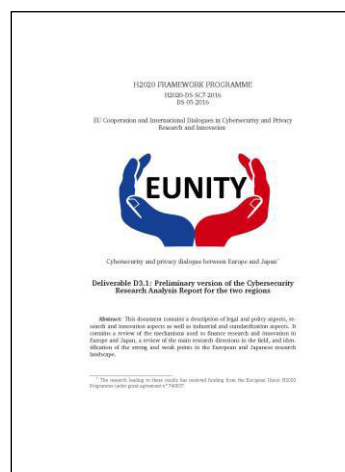 H2020 FRAMEWORK PROGRAMME
H2020-DS-SC7-2016
DS-05-2016
EU Cooperation and International Dialogues in Cybersecurity and Privacy
Research and Innovation
EUNITY
Cybersecurity and privacy dialogue between Europe and Japan*
Deliverable D3.1: Preliminary version of the Cybersecurity
Research Analysis Report for the two regions
Abstract: This document contains a description of legal and policy aspects, re-
search and innovation aspects as well as industrial and standardization aspects. It
contains a review of the mechanisms used to finance research and innovation in
Europe and Japan, a review of the main research directions in the field, and iden-
tification of the strong and weak points in the European and Japanese research
landscape.
* The research leading to these results has received funding from the European Union H2020
Programme under grant agreement n° 740507.